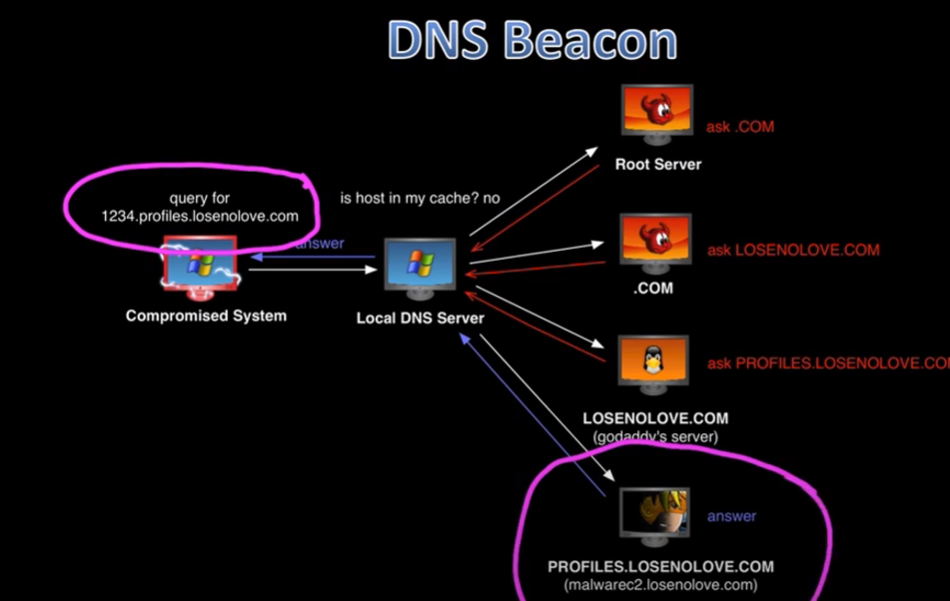 DNS Beacon
ask .COM
Root Server
query for
1234.profiles.losenolove.com
is host in my cache? no
answer
ask LOSENOLOVE.COM
.COM
Compromised System
Local DNS Server
ask PROFILES.LOSENOLOVE.CO
LOSENOLOVE.COM
(godaddy's server)
answer
PROFILES.LOSENOLOVE.COM
(malwarec2.losenolove.com)